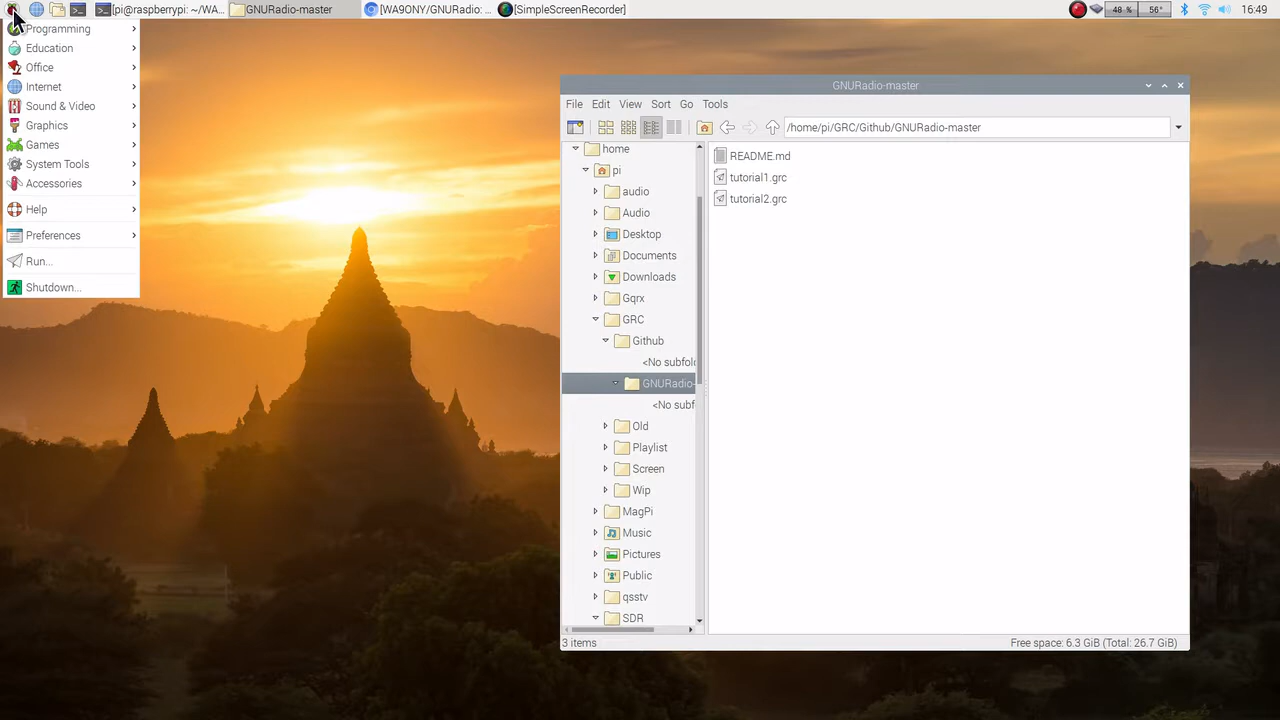 [pi@raspberrypi: ~/WA...
GNURadio-master
[WA9ONY/GNURadio: ...
[SimpleScreenRecorder]
48 %
56°
16:49
Programming
Education
Office
Internet
Sound & Video
Graphics
Games
System Tools
Accessories
Help
Preferences
Run...
Shutdown...
GNURadio-master
File Edit View Sort Go Tools
/home/pi/GRC/Github/GNURadio-master
home
pi
audio
Audio
Desktop
Documents
Downloads
Gqrx
GRC
Github
<No subfol
GNURadio-
<No subf
Old
Playlist
Screen
Wip
MagPi
Music
Pictures
Public
qsstv
SDR
README.md
tutorial1.grc
tutorial2.grc
3 items
Free space: 6.3 GiB (Total: 26.7 GiB)